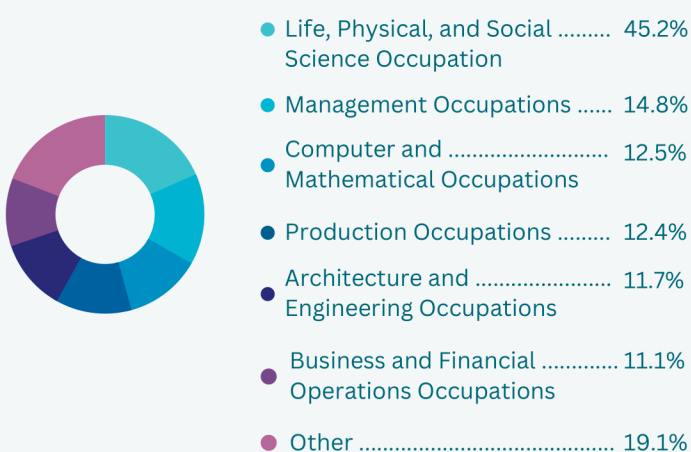 Life, Physical, and Social ......... 45.2%
Science Occupation
Management Occupations ...... 14.8%
Computer and ............................ 12.5%
Mathematical Occupations
Production Occupations ......... 12.4%
Architecture and ........................ 11.7%
Engineering Occupations
Business and Financial ............. 11.1%
Operations Occupations
Other ............................................. 19.1%